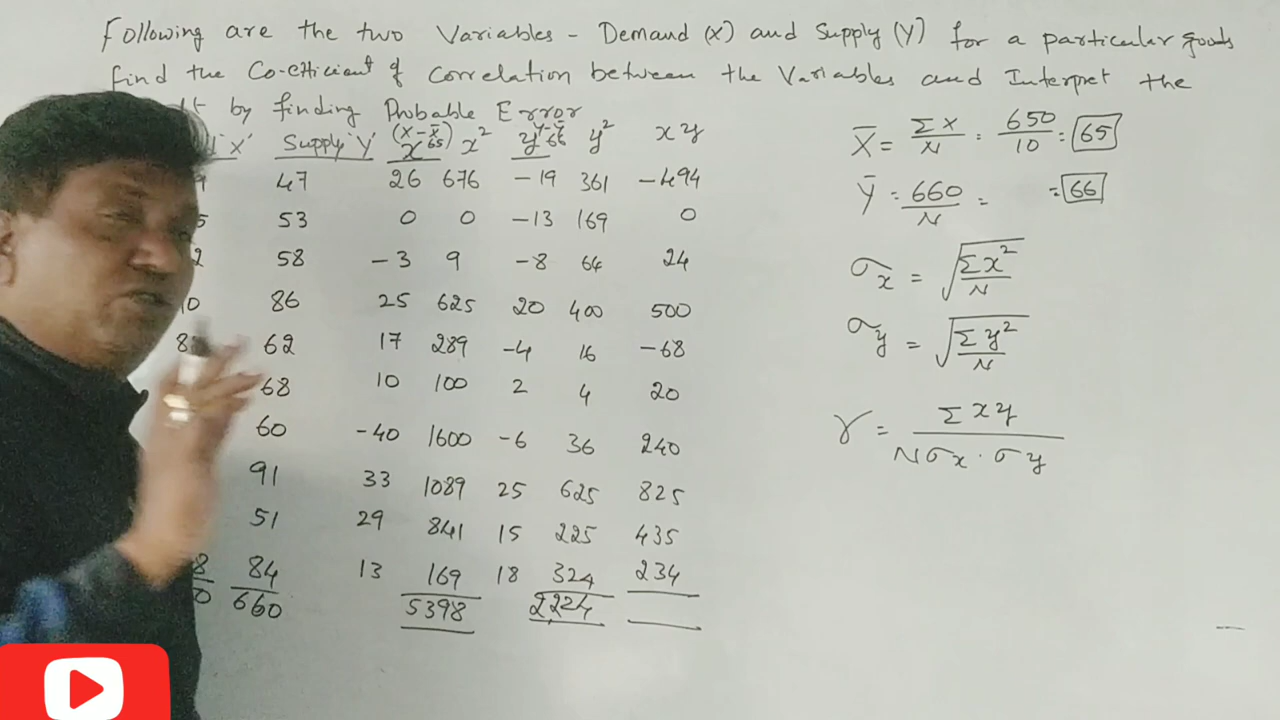 Following are the two Variables - Demand (X) and Supply (Y) for a particular goods
find the Co-efficient of Correlation between the Variables and Interpret the
by finding Probable Error
'X' Supply 'Y' (x-x̄ 65) x x² y-ȳ 66 y y² xy
47 26 676 -19 361 -494
53 0 0 -13 169 0
58 -3 9 -8 64 24
86 25 625 20 400 500
8 62 17 289 -4 16 -68
68 10 100 2 4 20
60 -40 1600 -6 36 240
91 33 1089 25 625 825
51 29 841 15 225 435
8 84 13 169 18 324 234
0 660 5398 2224
X̄ = ΣX/N = 650/10 = 65
Ȳ = 660/N = = 66
σx = √Σx²/N
σy = √Σy²/N
r = Σxy/Nσx·σy